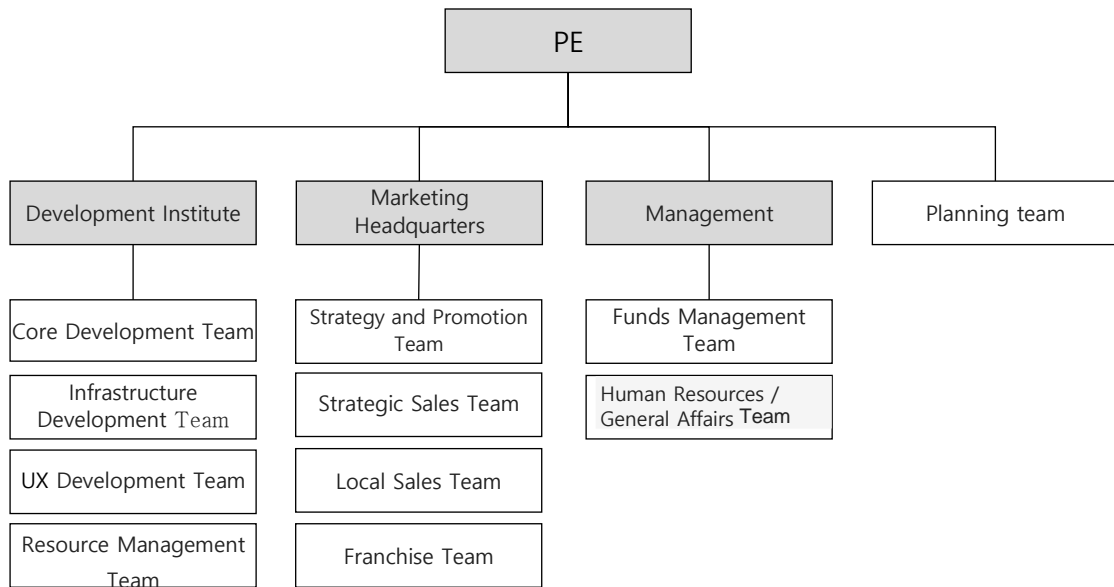 PE
Development Institute
Marketing
Headquarters
Management
Planning team
Core Development Team
Infrastructure
Development Team
UX Development Team
Resource Management
Team
Strategy and Promotion
Team
Strategic Sales Team
Local Sales Team
Franchise Team
Funds Management
Team
Human Resources /
General Affairs Team